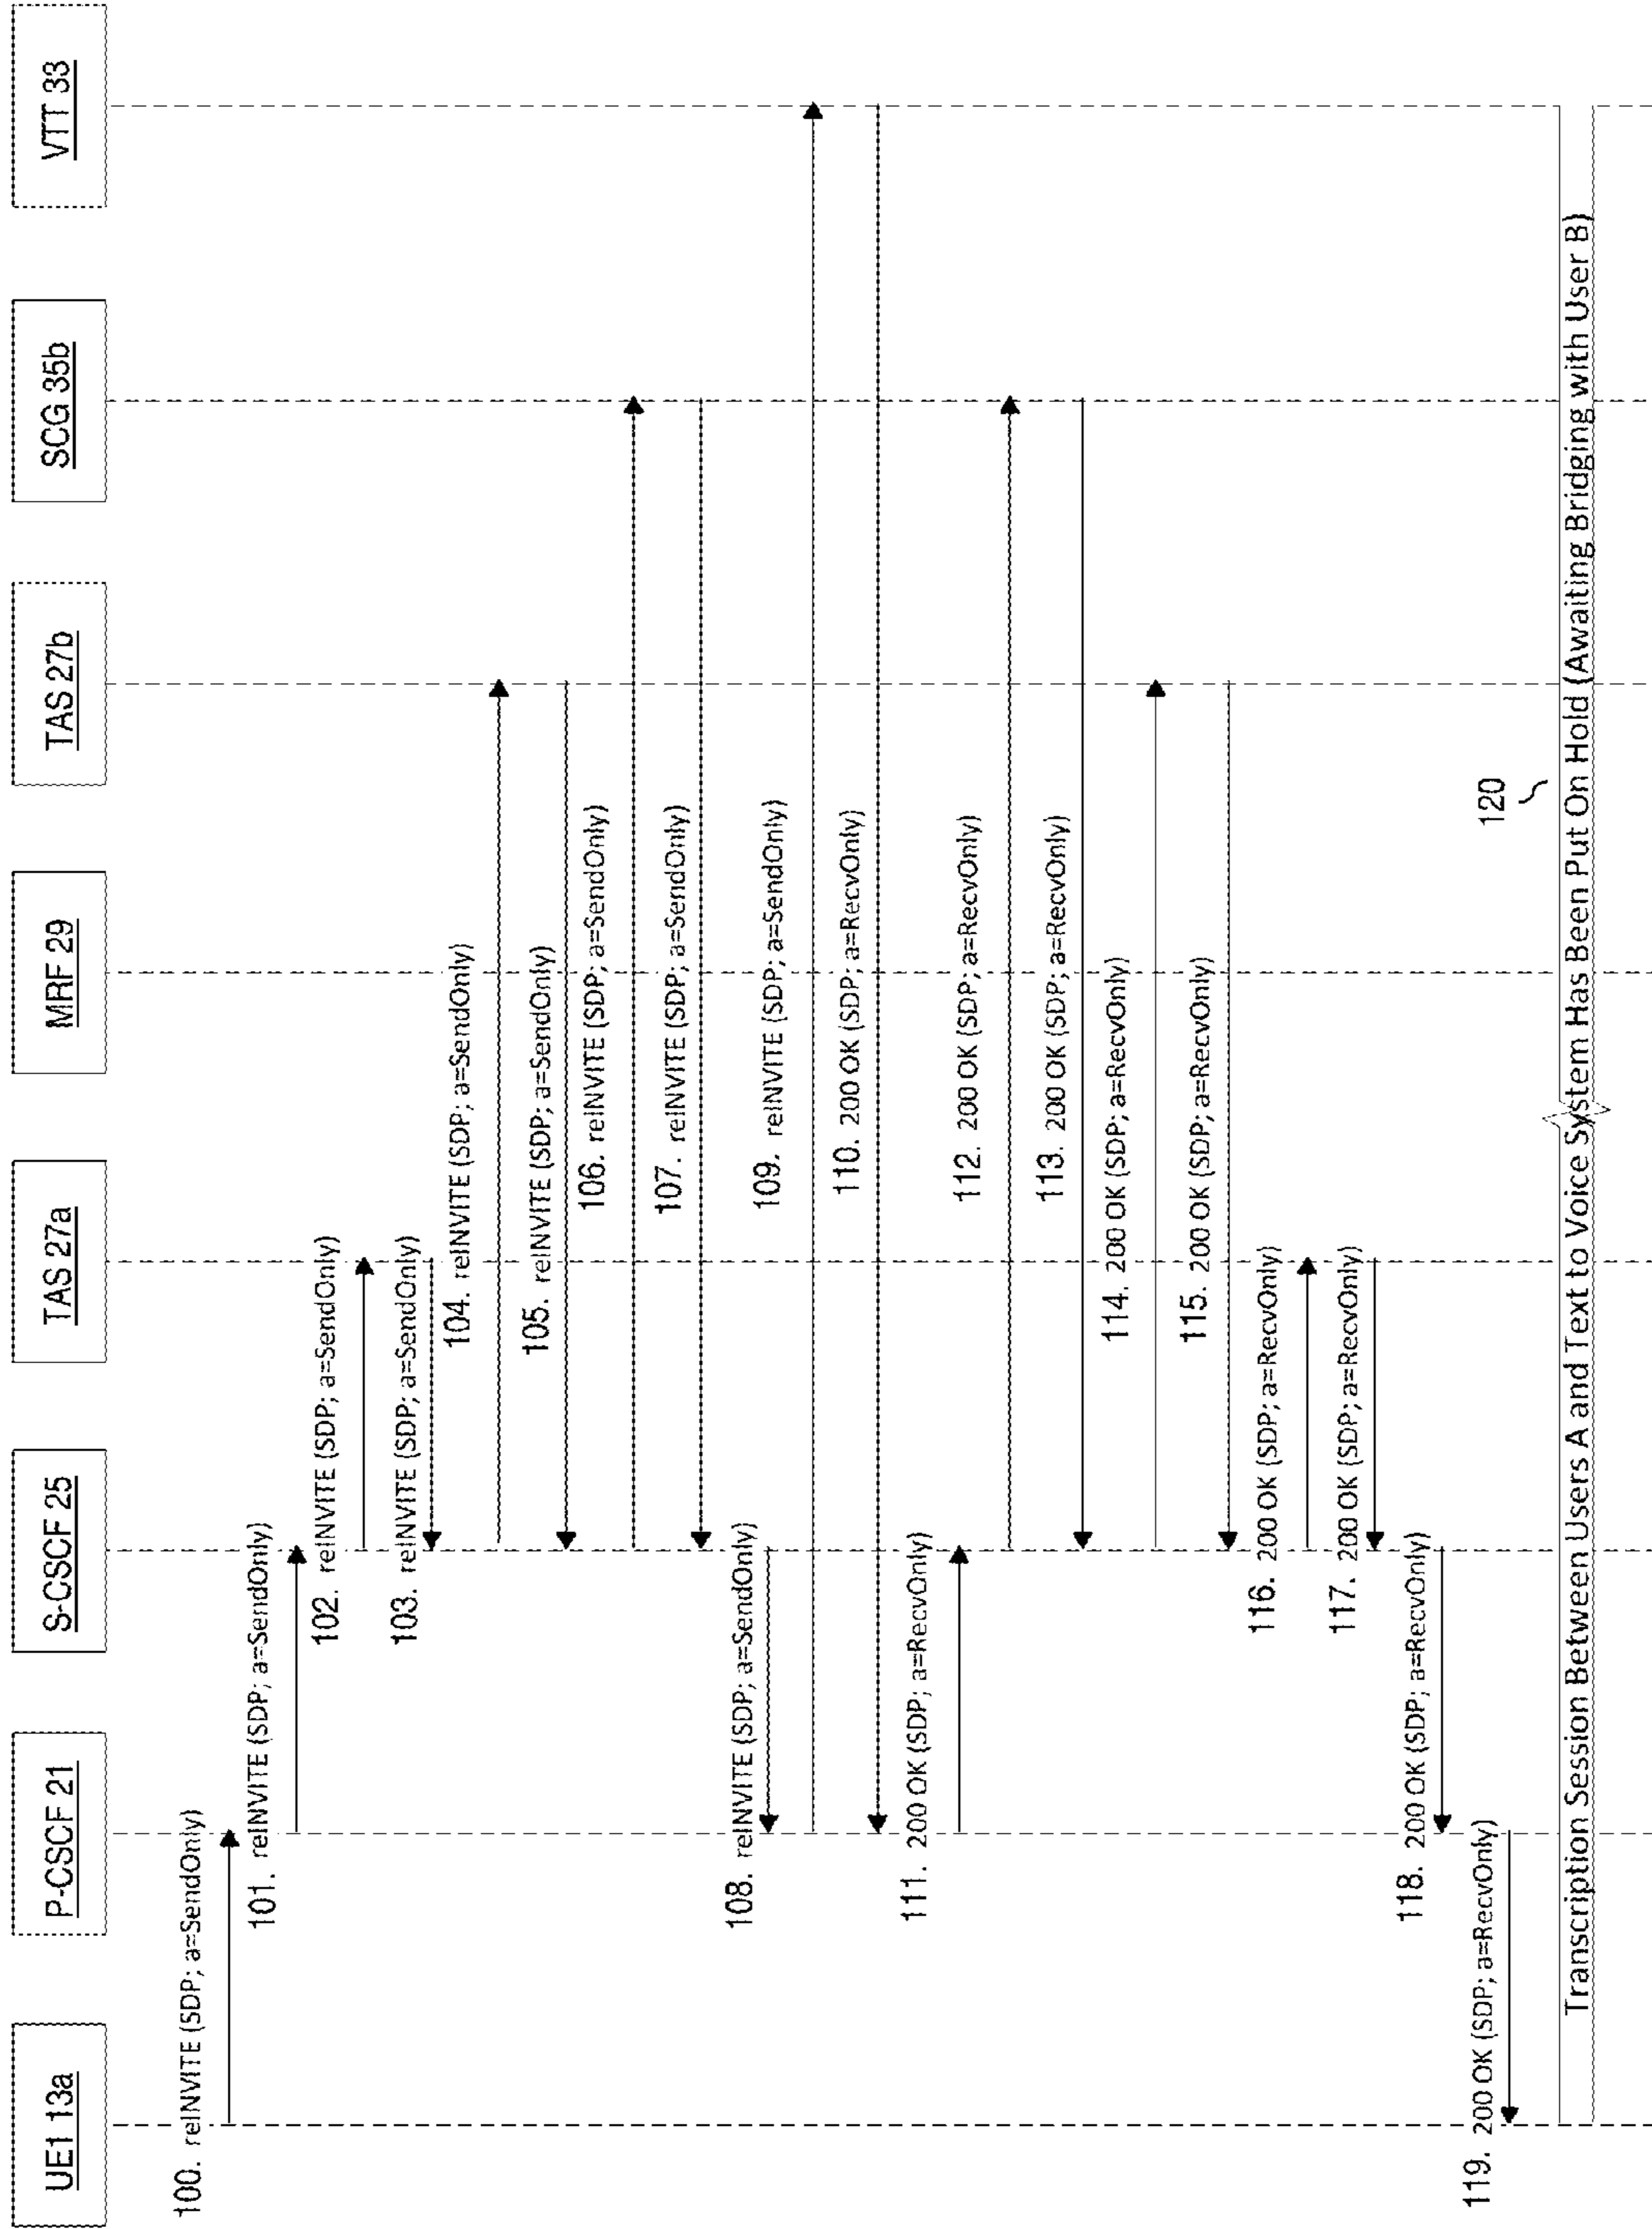 UE1 13a
P-CSCF 21
S-CSCF 25
TAS 27a
MRF 29
TAS 27b
SCG 35b
VTT 33
100. reINVITE (SDP; a=SendOnly)
101. reINVITE (SDP; a=SendOnly)
102. reINVITE (SDP; a=SendOnly)
103. reINVITE (SDP; a=SendOnly)
104. reINVITE (SDP; a=SendOnly)
105. reINVITE (SDP; a=SendOnly)
106. reINVITE (SDP; a=SendOnly)
107. reINVITE (SDP; a=SendOnly)
108. reINVITE (SDP; a=SendOnly)
109. reINVITE (SDP; a=SendOnly)
110. 200 OK (SDP; a=RecvOnly)
111. 200 OK (SDP; a=RecvOnly)
112. 200 OK (SDP; a=RecvOnly)
113. 200 OK (SDP; a=RecvOnly)
114. 200 OK (SDP; a=RecvOnly)
115. 200 OK (SDP; a=RecvOnly)
116. 200 OK (SDP; a=RecvOnly)
117. 200 OK (SDP; a=RecvOnly)
118. 200 OK (SDP; a=RecvOnly)
119. 200 OK (SDP; a=RecvOnly)
120
Transcription Session Between Users A and Text to Voice System Has Been Put On Hold (Awaiting Bridging with User B)